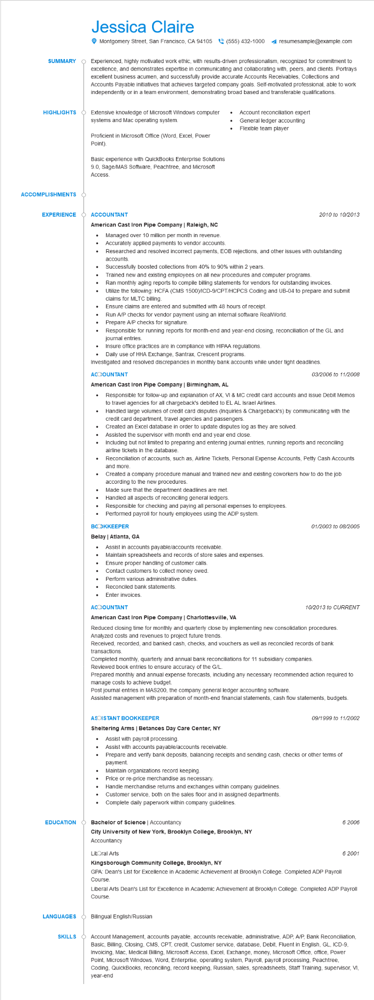 Jessica Claire
Montgomery Street, San Francisco, CA 94105 (555) 432-1000 resumesample@example.com
SUMMARY
Experienced, highly motivated work ethic, with results-driven professionalism, recognized for commitment to
excellence, and demonstrates expertise in communicating and collaborating with, peers, and clients. Portrays
excellent business acumen, and successfully provide accurate Accounts Receivables, Collections and
Accounts Payable initiatives that achieves targeted company goals. Self-motivated professional, able to work
independently or in a team environment, demonstrating broad based and transferable qualifications.
HIGHLIGHTS
Extensive knowledge of Microsoft Windows computer
systems and Mac operating system.
Proficient in Microsoft Office (Word, Excel, Power
Point).
Basic experience with QuickBooks Enterprise Solutions
9.0, Sage/MAS Software, Peachtree, and Microsoft
Access.
• Account reconciliation expert
• General ledger accounting
• Flexible team player
ACCOMPLISHMENTS
EXPERIENCE
ACCOUNTANT 2010 to 10/2013
American Cast Iron Pipe Company | Raleigh, NC
• Managed over 10 million per month in revenue.
• Accurately applied payments to vendor accounts.
• Researched and resolved incorrect payments, EOB rejections, and other issues with outstanding
accounts.
• Successfully boosted collections from 40% to 90% within 2 years.
• Trained new and existing employees on all new procedures and computer programs.
• Ran monthly aging reports to compile billing statements for vendors for outstanding invoices.
• Utilize the following: HCFA (CMS 1500)/ICD-9/CPT/HCPCS Coding and UB-04 to prepare and submit
claims for MLTC billing.
• Ensure claims are entered and submitted with 48 hours of receipt.
• Run A/P checks for vendor payment using an internal software RealWorld.
• Prepare A/P checks for signature.
• Responsible for running reports for month-end and year-end closing, reconciliation of the GL and
journal entries.
• Insure office practices are in compliance with HIPAA regulations.
• Daily use of HHA Exchange, Santrax, Crescent programs.
Investigated and resolved discrepancies in monthly bank accounts while under tight deadlines.
ACCOUNTANT 03/2006 to 11/2008
American Cast Iron Pipe Company | Birmingham, AL
• Responsible for follow-up and explanation of AX, VI & MC credit card accounts and issue Debit Memos
to travel agencies for all chargeback's debited to EL AL Israel Airlines.
• Handled large volumes of credit card disputes (Inquiries & Chargeback's) by communicating with the
credit card department, travel agencies and passengers.
• Created an Excel database in order to update disputes log as they are solved.
• Assisted the supervisor with month end and year end close.
• Including but not limited to preparing and entering journal entries, running reports and reconciling
airline tickets in the database.
• Reconciliation of accounts, such as, Airline Tickets, Personal Expense Accounts, Petty Cash Accounts
and more.
• Created a company procedure manual and trained new and existing coworkers how to do the job
according to the new procedures.
• Made sure that the department deadlines are met.
• Handled all aspects of reconciling general ledgers.
• Responsible for checking and paying all personal expenses to employees.
• Performed payroll for hourly employees using the ADP system.
BOOKKEEPER 01/2003 to 08/2005
Belay | Atlanta, GA
• Assist in accounts payable/accounts receivable.
• Maintain spreadsheets and records of store sales and expenses.
• Ensure proper handling of customer calls.
• Contact customers to collect money owed.
• Perform various administrative duties.
• Reconciled bank statements.
• Enter invoices.
ACCOUNTANT 10/2013 to CURRENT
American Cast Iron Pipe Company | Charlottesville, VA
Reduced closing time for monthly and quarterly close by implementing new consolidation procedures.
Analyzed costs and revenues to project future trends.
Received, recorded, and banked cash, checks, and vouchers as well as reconciled records of bank
transactions.
Completed monthly, quarterly and annual bank reconciliations for 11 subsidiary companies.
Reviewed book entries to ensure accuracy of the G/L.
Prepared monthly and annual expense forecasts, including any necessary recommended action required to
manage costs to achieve budget.
Post journal entries in MAS200, the company general ledger accounting software.
Assisted management with preparation of month-end financial statements, cash flow statements, budgets.
ASSISTANT BOOKKEEPER 09/1999 to 11/2002
Sheltering Arms | Betances Day Care Center, NY
• Assist with payroll processing.
• Assist with accounts payable/accounts receivable.
• Prepare and verify bank deposits, balancing receipts and sending cash, checks or other terms of
payment.
• Maintain organizations record keeping.
• Price or re-price merchandise as necessary.
• Handle merchandise returns and exchanges within company guidelines.
• Customer service, both on the sales floor and in assigned departments.
• Complete daily paperwork within company guidelines.
EDUCATION
Bachelor of Science | Accountancy 6 2006
City University of New York, Brooklyn College, Brooklyn, NY
Accountancy
Liberal Arts 6 2001
Kingsborough Community College, Brooklyn, NY
GPA: Dean's List for Excellence in Academic Achievement at Brooklyn College. Completed ADP Payroll
Course.
Liberal Arts Dean's List for Excellence in Academic Achievement at Brooklyn College. Completed ADP Payroll
Course.
LANGUAGES
Bilingual English/Russian
SKILLS
Account Management, accounts payable, accounts receivable, administrative, ADP, A/P, Bank Reconciliation,
Basic, Billing, Closing, CMS, CPT, credit, Customer service, database, Debit, Fluent in English, GL, ICD-9,
Invoicing, Mac, Medical Billing, Microsoft Access, Excel, Exchange, money, Microsoft Office, office, Power
Point, Microsoft Windows, Word, Enterprise, operating system, Payroll, payroll processing, Peachtree,
Coding, QuickBooks, reconciling, record keeping, Russian, sales, spreadsheets, Staff Training, supervisor, VI,
year-end